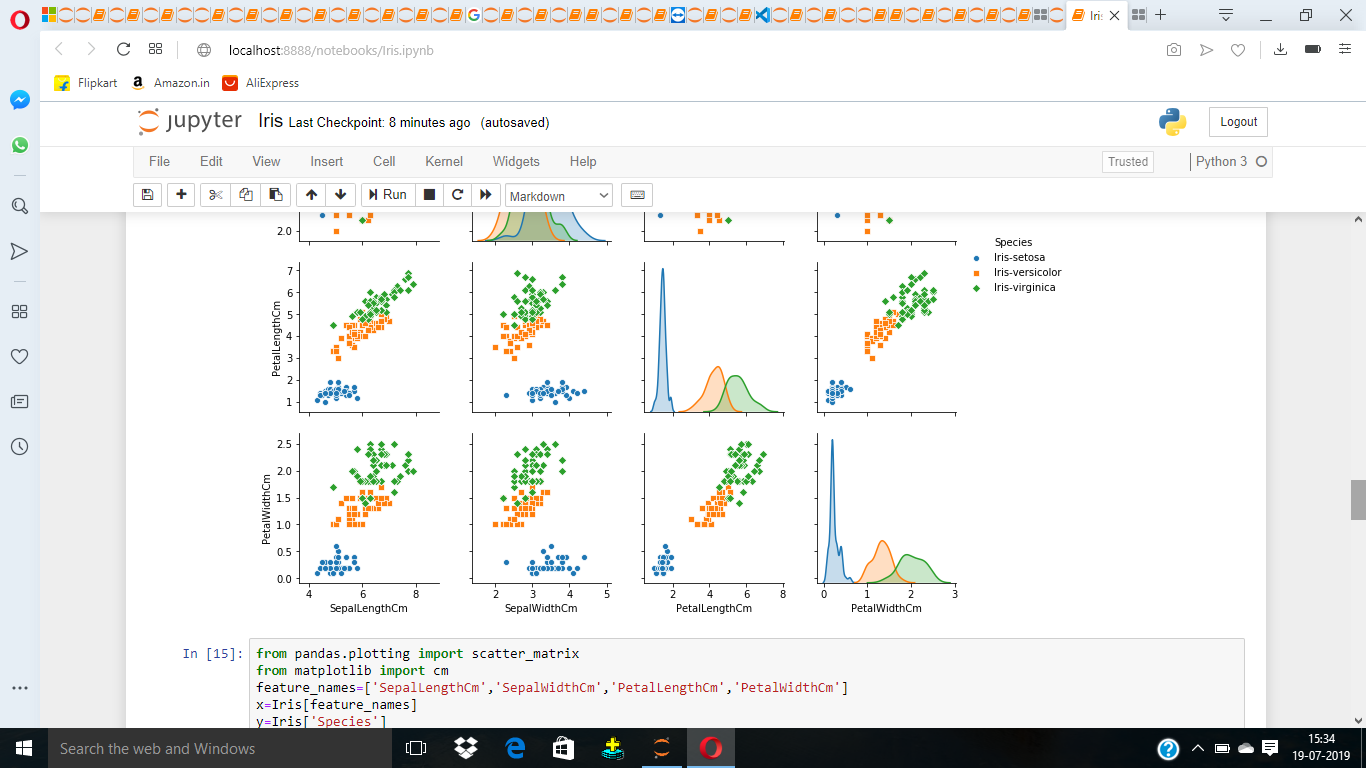 Iri
localhost:8888/notebooks/Iris.ipynb
Flipkart Amazon.in AliExpress
jupyter Iris Last Checkpoint: 8 minutes ago (autosaved)
Logout
File Edit View Insert Cell Kernel Widgets Help
Trusted Python 3
Run Markdown
2.0
Species
Iris-setosa
Iris-versicolor
Iris-virginica
7
6
5
4
3
2
1
PetalLengthCm
2.5
2.0
1.5
1.0
0.5
0.0
PetalWidthCm
4 6 8 2 3 4 5 2 4 6 8 0 1 2 3
SepalLengthCm SepalWidthCm PetalLengthCm PetalWidthCm
In [15]: from pandas.plotting import scatter_matrix
from matplotlib import cm
feature_names=['SepalLengthCm','SepalWidthCm','PetalLengthCm','PetalWidthCm']
x=Iris[feature_names]
y=Iris['Species']
Search the web and Windows
15:34
19-07-2019